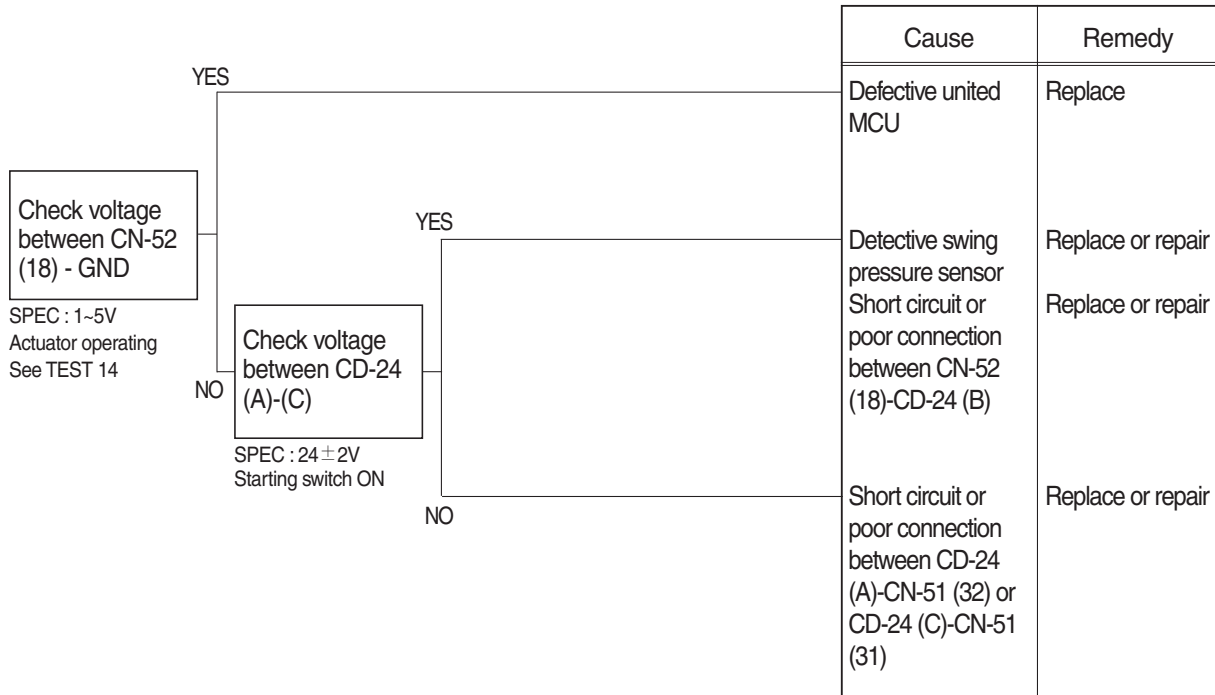 Cause
Remedy
YES
Defective united
MCU
Replace
Check voltage
between CN-52
(18) - GND
SPEC : 1~5V
Actuator operating
See TEST 14
YES
Detective swing
pressure sensor
Replace or repair
Short circuit or
poor connection
between CN-52
(18)-CD-24 (B)
Replace or repair
NO
Check voltage
between CD-24
(A)-(C)
SPEC : 24±2V
Starting switch ON
NO
Short circuit or
poor connection
between CD-24
(A)-CN-51 (32) or
CD-24 (C)-CN-51
(31)
Replace or repair